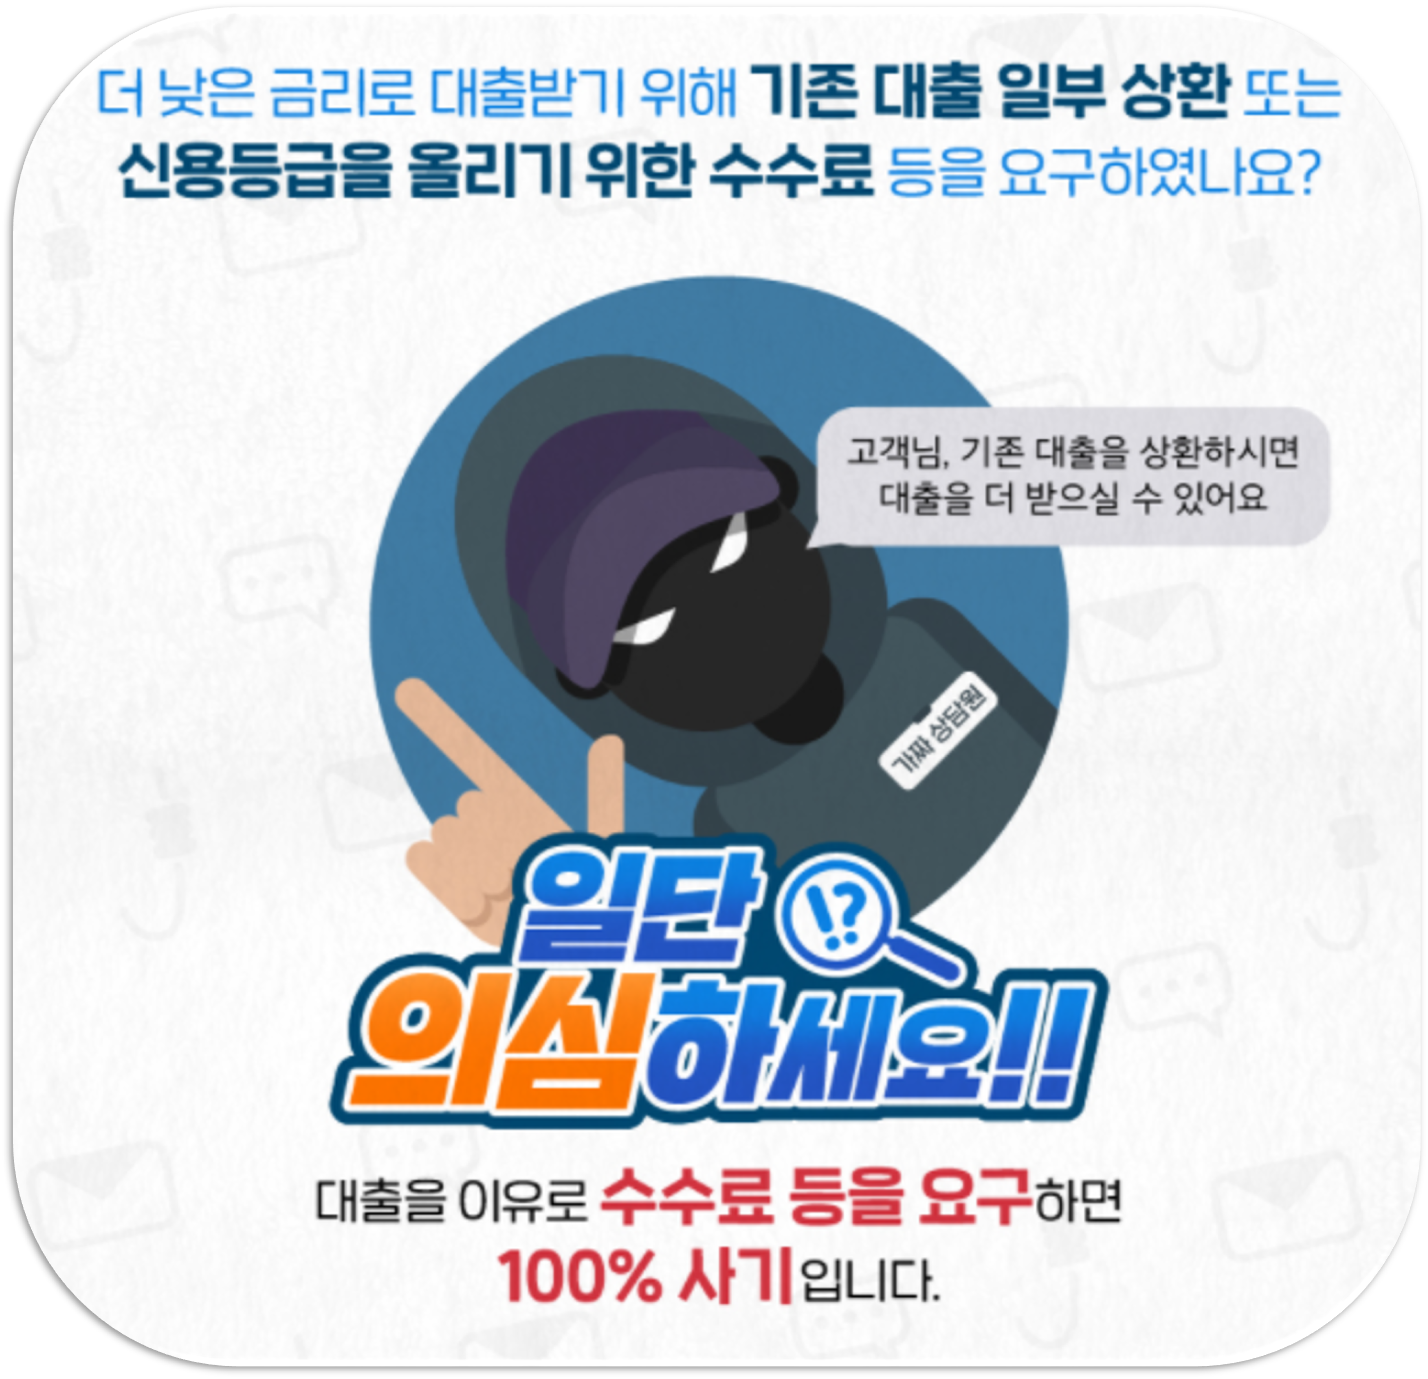 더 낮은 금리로 대출받기 위해 기존 대출 일부 상환 또는
신용등급을 올리기 위한 수수료 등을 요구하였나요?
고객님, 기존 대출을 상환하시면
대출을 더 받으실 수 있어요
가짜 상담원
일단 !?
의심하세요!!
대출을 이유로 수수료 등을 요구하면
100% 사기입니다.